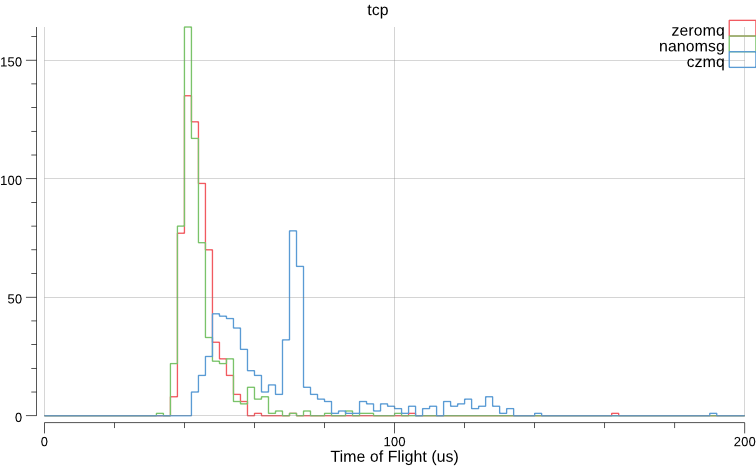 tcp
zeromq
nanomsg
czmq
150
100
50
0
0 100 200
Time of Flight (us)